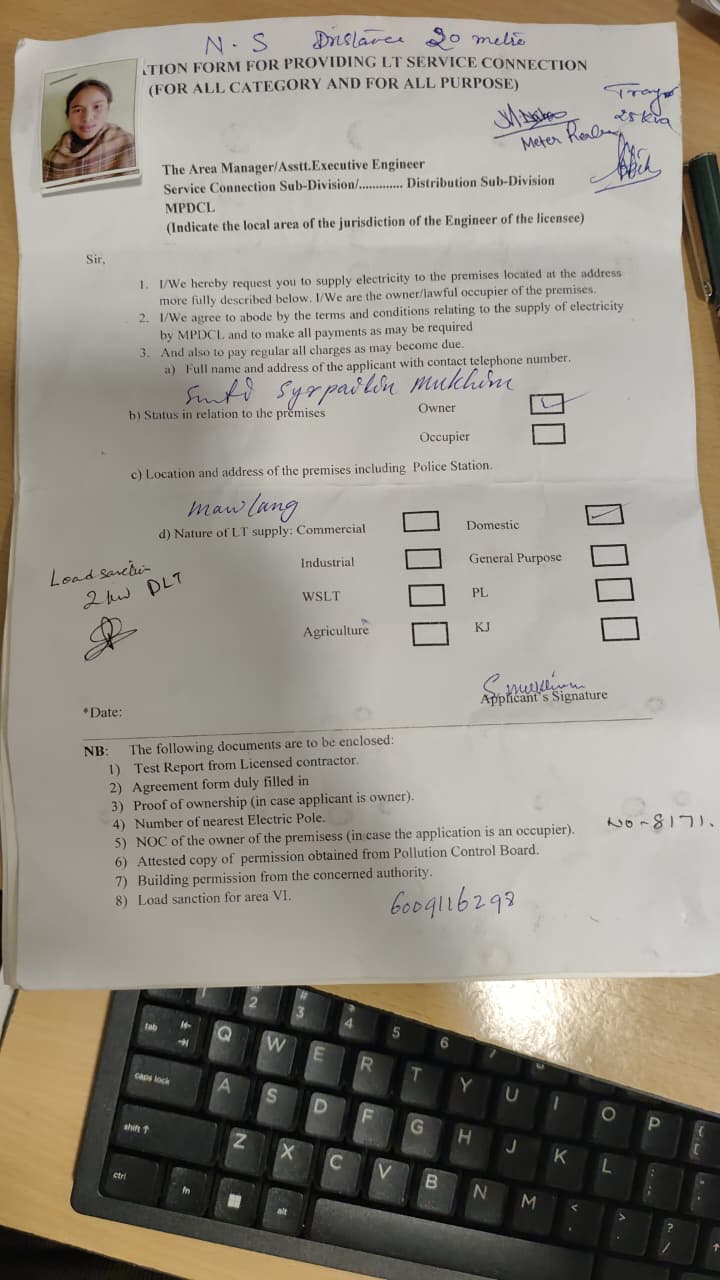 N.S Distance 20 metre
ATION FORM FOR PROVIDING LT SERVICE CONNECTION
(FOR ALL CATEGORY AND FOR ALL PURPOSE)
25 kva
Meter
The Area Manager/Asstt.Executive Engineer
Service Connection Sub-Division/............. Distribution Sub-Division
MPDCL
(Indicate the local area of the jurisdiction of the Engineer of the licensee)
Sir,
1. I/We hereby request you to supply electricity to the premises located at the address
more fully described below. I/We are the owner/lawful occupier of the premises.
2. I/We agree to abode by the terms and conditions relating to the supply of electricity
by MPDCL and to make all payments as may be required
3. And also to pay regular all charges as may become due.
a) Full name and address of the applicant with contact telephone number.
Smti Syrpailin Mukhim
b) Status in relation to the premises Owner
Occupier
c) Location and address of the premises including Police Station.
Mawlang
d) Nature of LT supply: Commercial Domestic
Industrial General Purpose
Load sanction
2 kw DLT
WSLT PL
Agriculture KJ
S Mukhim
Applicant's Signature
*Date:
NB: The following documents are to be enclosed:
1) Test Report from Licensed contractor.
2) Agreement form duly filled in
3) Proof of ownership (in case applicant is owner).
4) Number of nearest Electric Pole.
5) NOC of the owner of the premisess (in case the application is an occupier).
NO-8171.
6) Attested copy of permission obtained from Pollution Control Board.
7) Building permission from the concerned authority.
8) Load sanction for area VI.
6009116298
2 # 3 $ 4 5 6
tab Q W E R T Y U I O P
caps lock A S D F G H J K L
shift Z X C V B N M < , > . ? /
ctrl fn alt